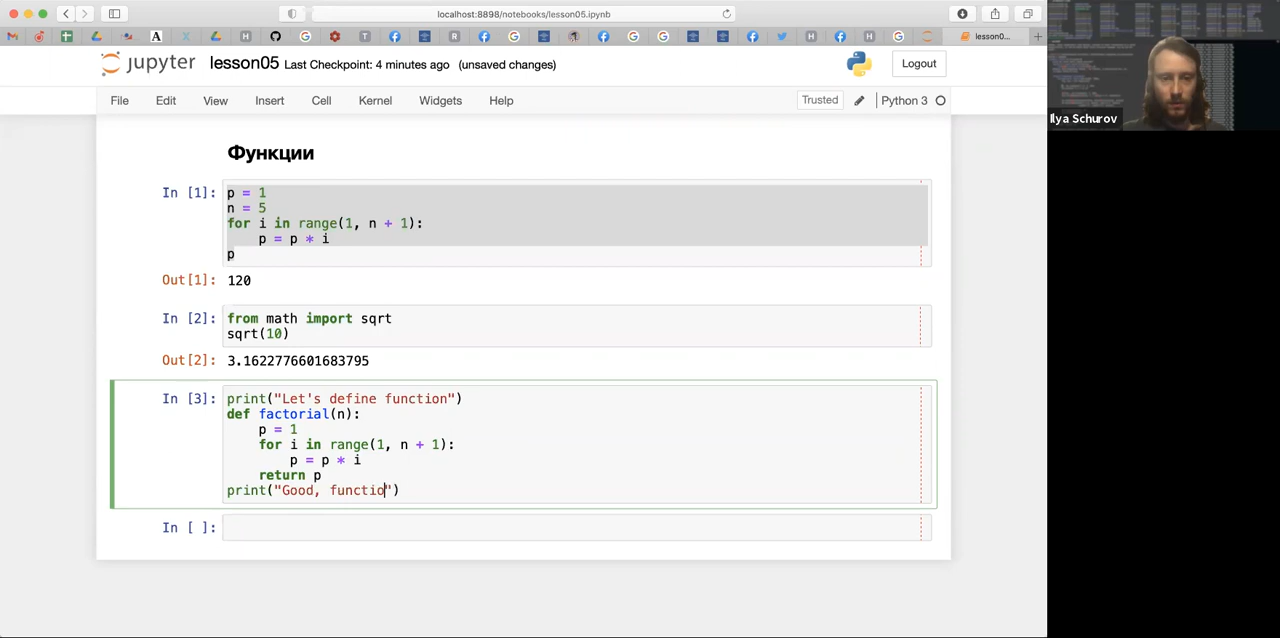 localhost:8898/notebooks/lesson05.ipynb
lesson0...
jupyter lesson05 Last Checkpoint: 4 minutes ago (unsaved changes)
Logout
File Edit View Insert Cell Kernel Widgets Help
Trusted Python 3
Ilya Schurov
Функции
In [1]: p = 1
n = 5
for i in range(1, n + 1):
    p = p * i
p
Out[1]: 120
In [2]: from math import sqrt
sqrt(10)
Out[2]: 3.1622776601683795
In [3]: print("Let's define function")
def factorial(n):
    p = 1
    for i in range(1, n + 1):
        p = p * i
    return p
print("Good, functio")
In [ ]: